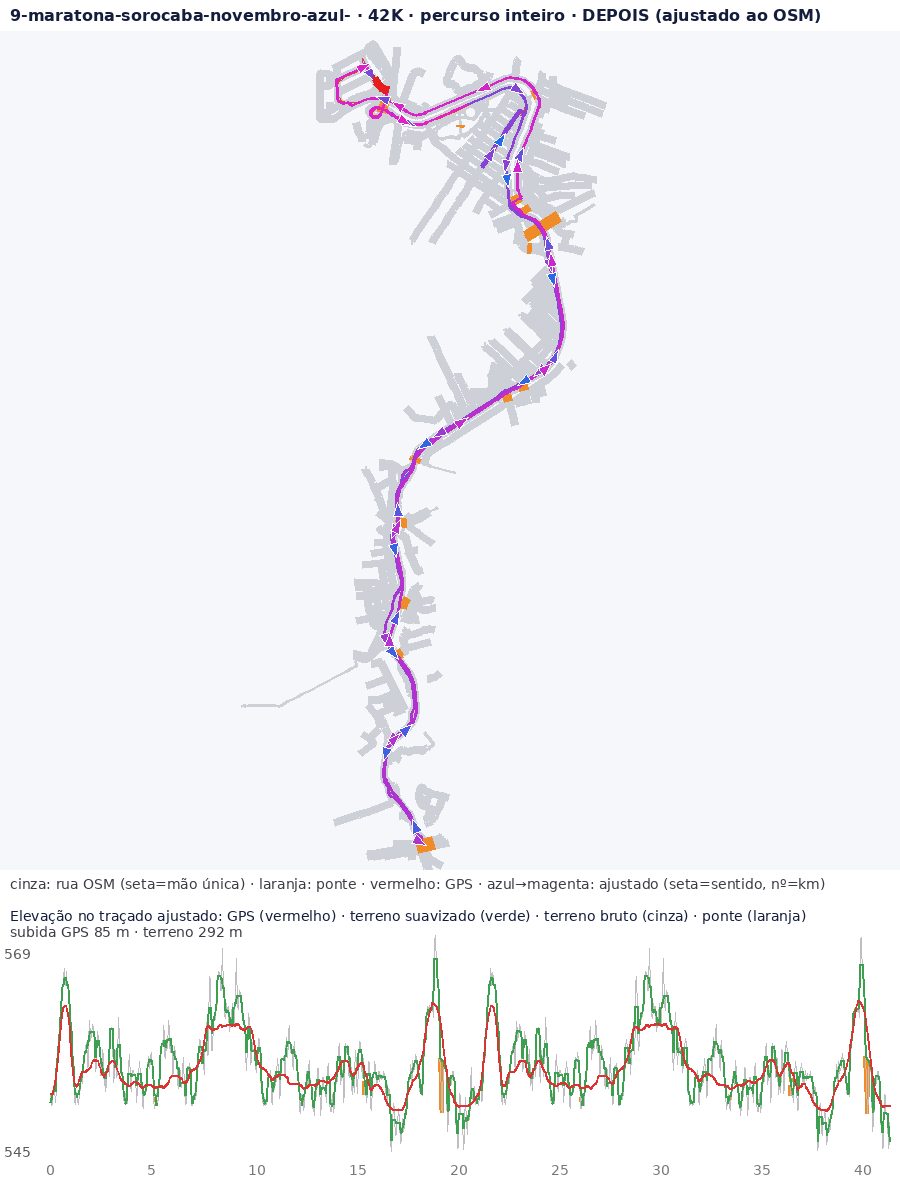 9-maratona-sorocaba-novembro-azul- · 42K · percurso inteiro · DEPOIS (ajustado ao OSM)
cinza: rua OSM (seta=mão única) · laranja: ponte · vermelho: GPS · azul→magenta: ajustado (seta=sentido, nº=km)
Elevação no traçado ajustado: GPS (vermelho) · terreno suavizado (verde) · terreno bruto (cinza) · ponte (laranja)
subida GPS 85 m · terreno 292 m
569
545
0 5 10 15 20 25 30 35 40